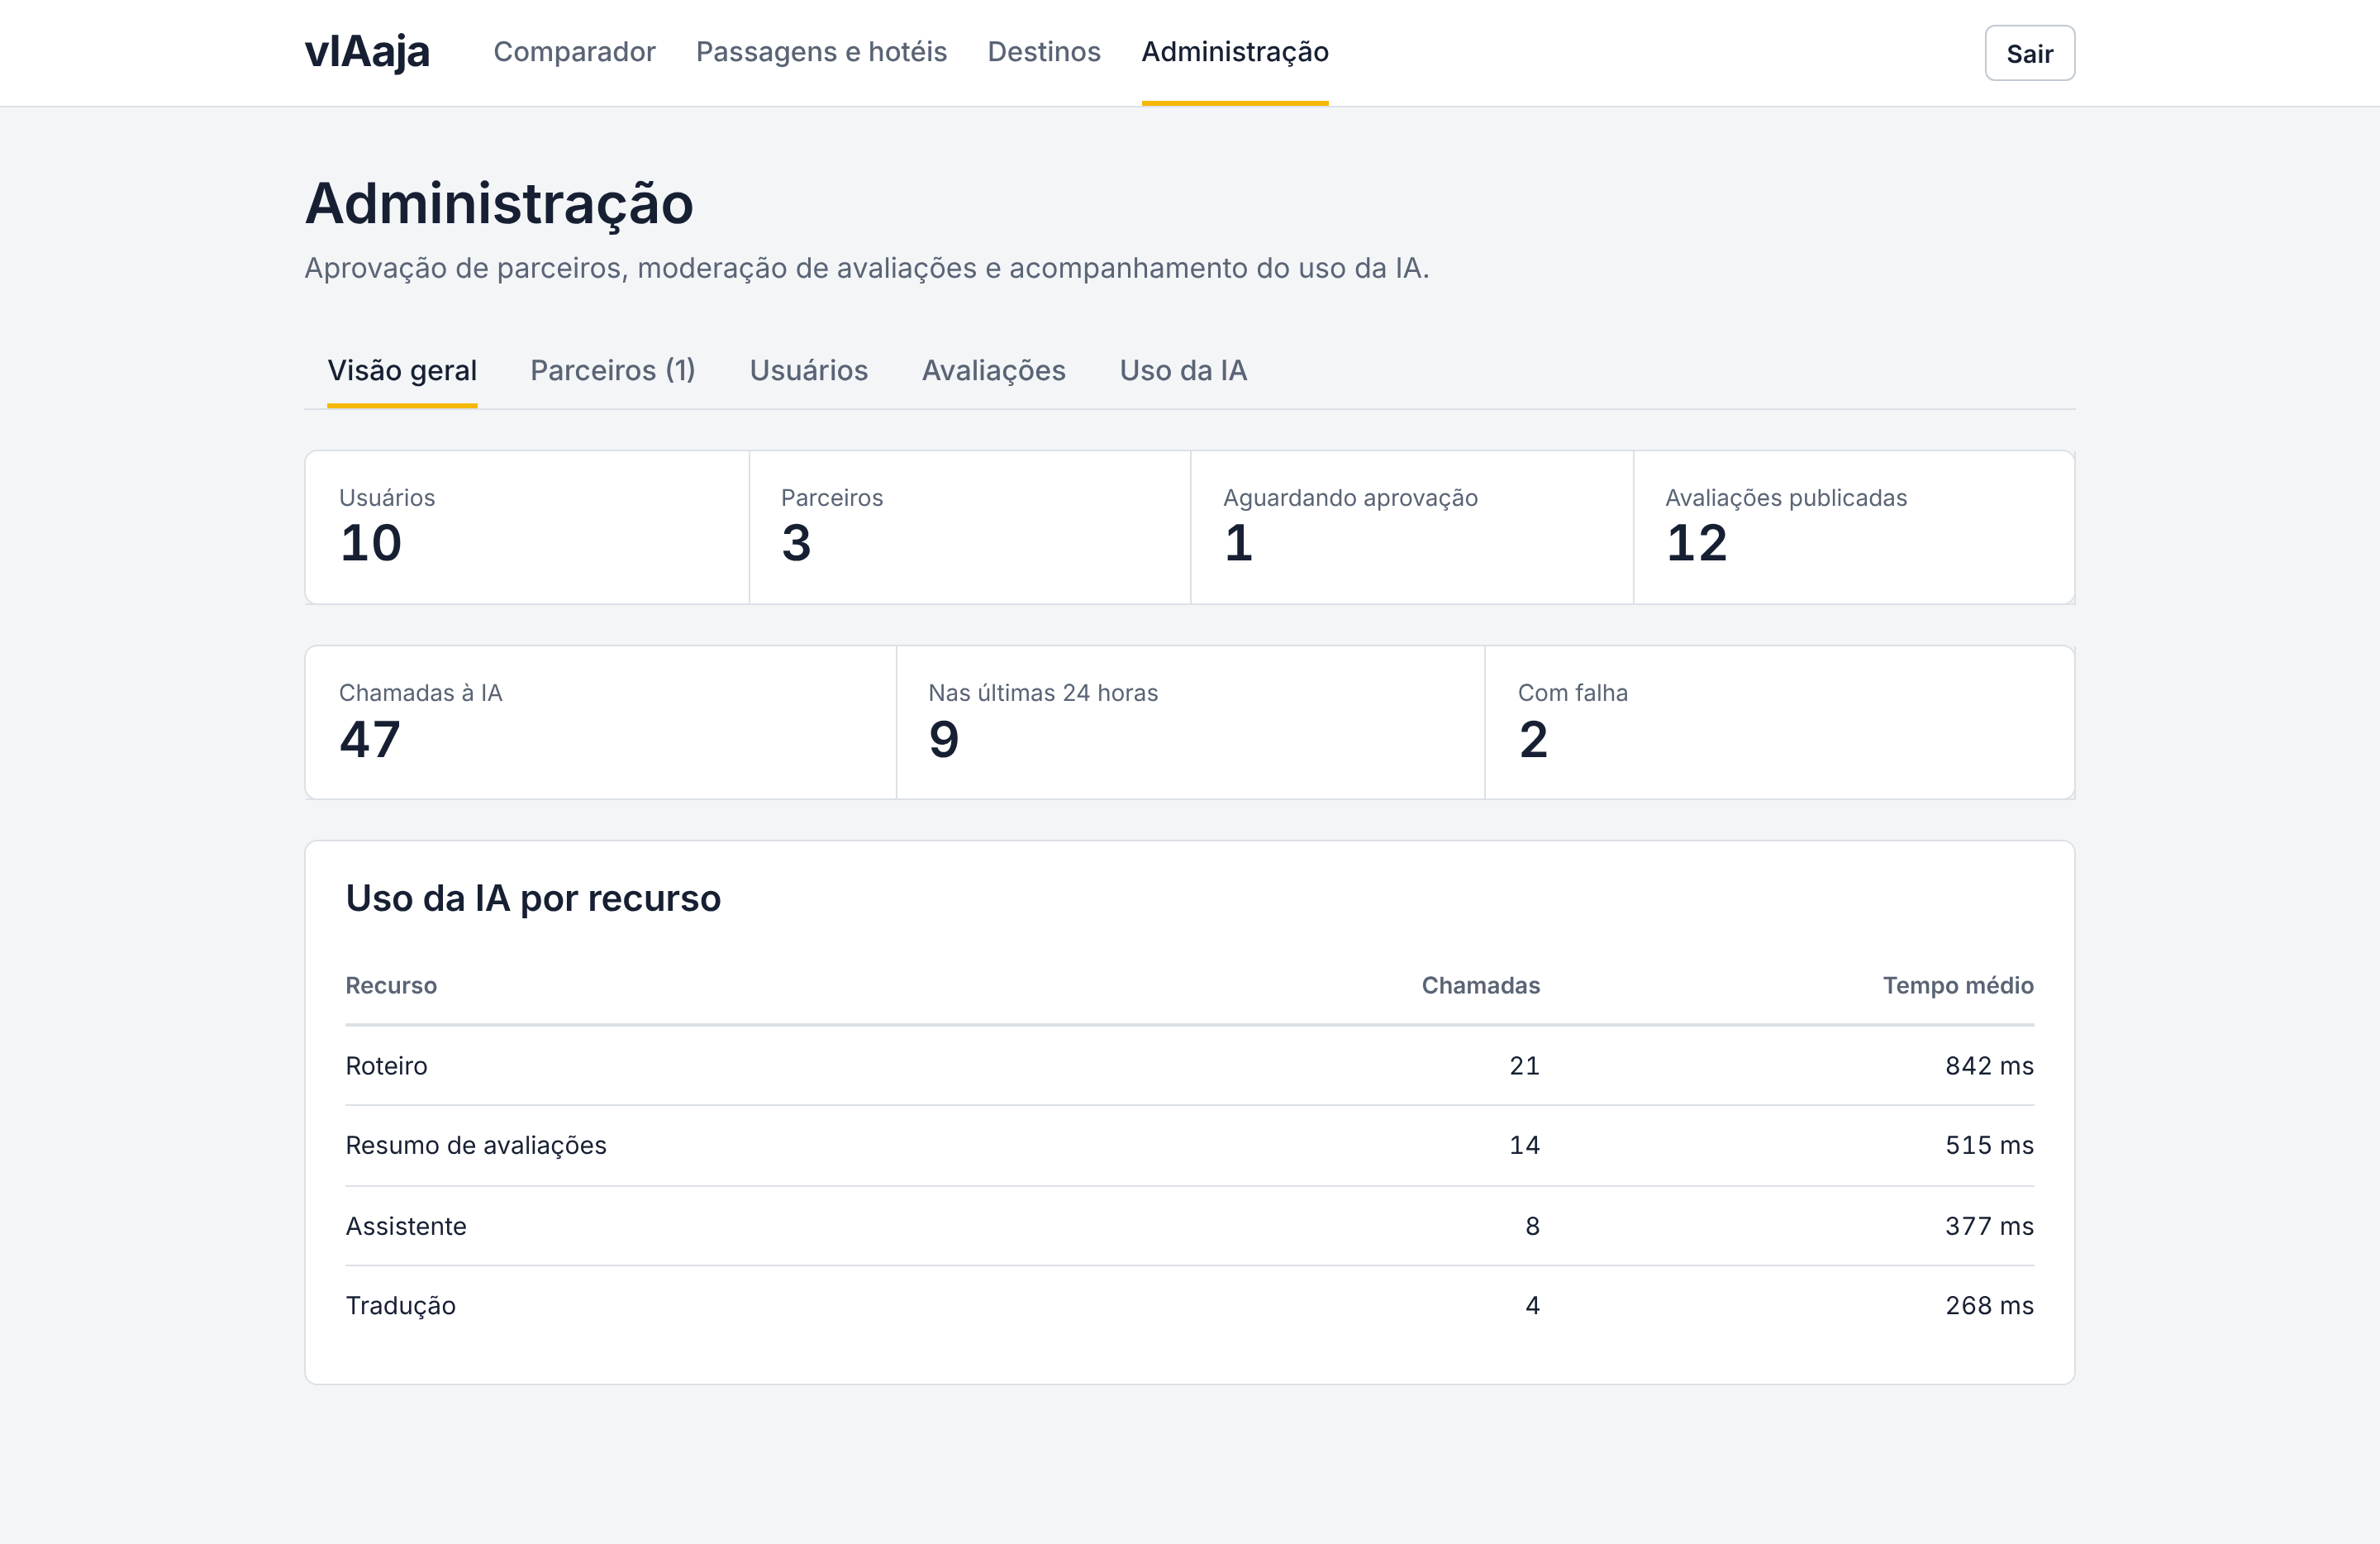 vIAaja Comparador Passagens e hotéis Destinos Administração Sair
Administração
Aprovação de parceiros, moderação de avaliações e acompanhamento do uso da IA.
Visão geral Parceiros (1) Usuários Avaliações Uso da IA
Usuários Parceiros Aguardando aprovação Avaliações publicadas
10 3 1 12
Chamadas à IA Nas últimas 24 horas Com falha
47 9 2
Uso da IA por recurso
Recurso Chamadas Tempo médio
Roteiro 21 842 ms
Resumo de avaliações 14 515 ms
Assistente 8 377 ms
Tradução 4 268 ms